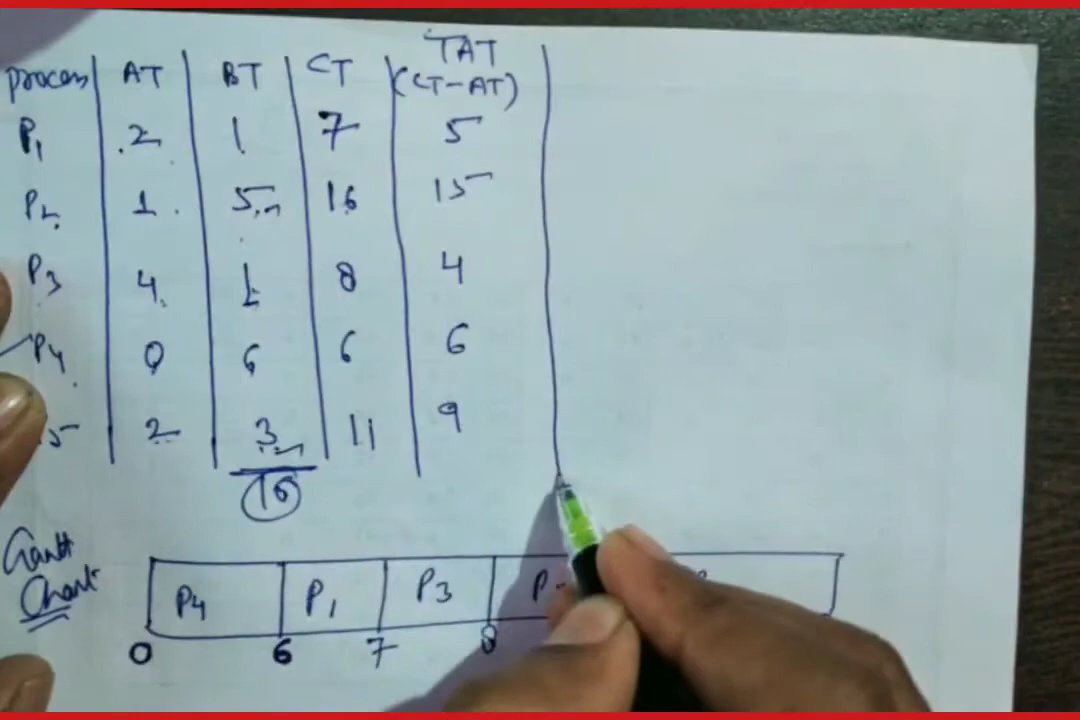 process AT BT CT TAT
(CT-AT)
P1 2 1 7 5
P2 1 5 16 15
P3 4 1 8 4
P4 0 6 6 6
5 2 3 11 9
16
Gantt
Chart
P4 P1 P3 P
0 6 7 8